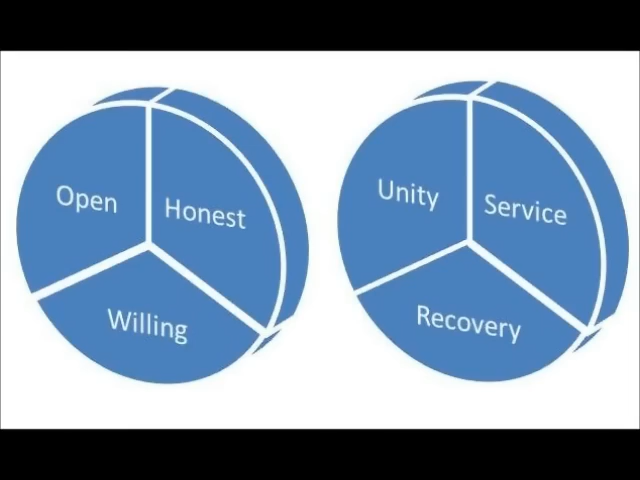 Open
Honest
Willing
Unity
Service
Recovery